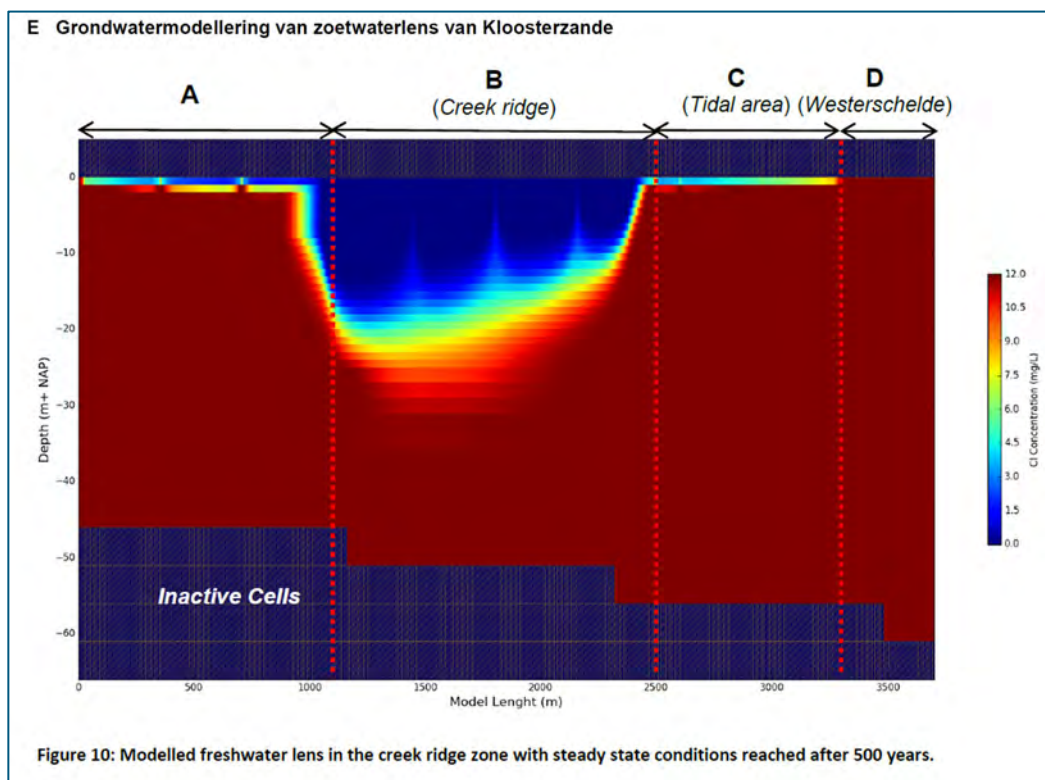 E Grondwatermodellering van zoetwaterlens van Kloosterzande
A
B
(Creek ridge)
C
(Tidal area)
D
(Westerschelde)
0
−10
−20
−30
−40
−50
−60
Depth (m+ NAP)
Inactive Cells
0
500
1000
1500
2000
2500
3000
3500
Model Lenght (m)
12.0
10.5
9.0
7.5
6.0
4.5
3.0
1.5
0.0
Cl Concentration (mg/L)
Figure 10: Modelled freshwater lens in the creek ridge zone with steady state conditions reached after 500 years.